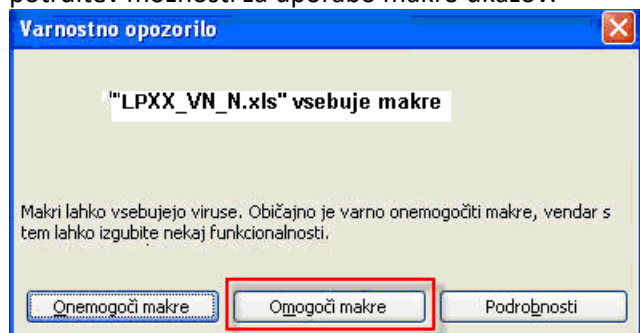 potrditev možnosti za uporabo makro ukazov.
Varnostno opozorilo
""LPXX_VN_N.xls" vsebuje makre
Makri lahko vsebujejo viruse. Običajno je varno onemogočiti makre, vendar s
tem lahko izgubite nekaj funkcionalnosti.
Onemogoči makre
Omogoči makre
Podrobnosti